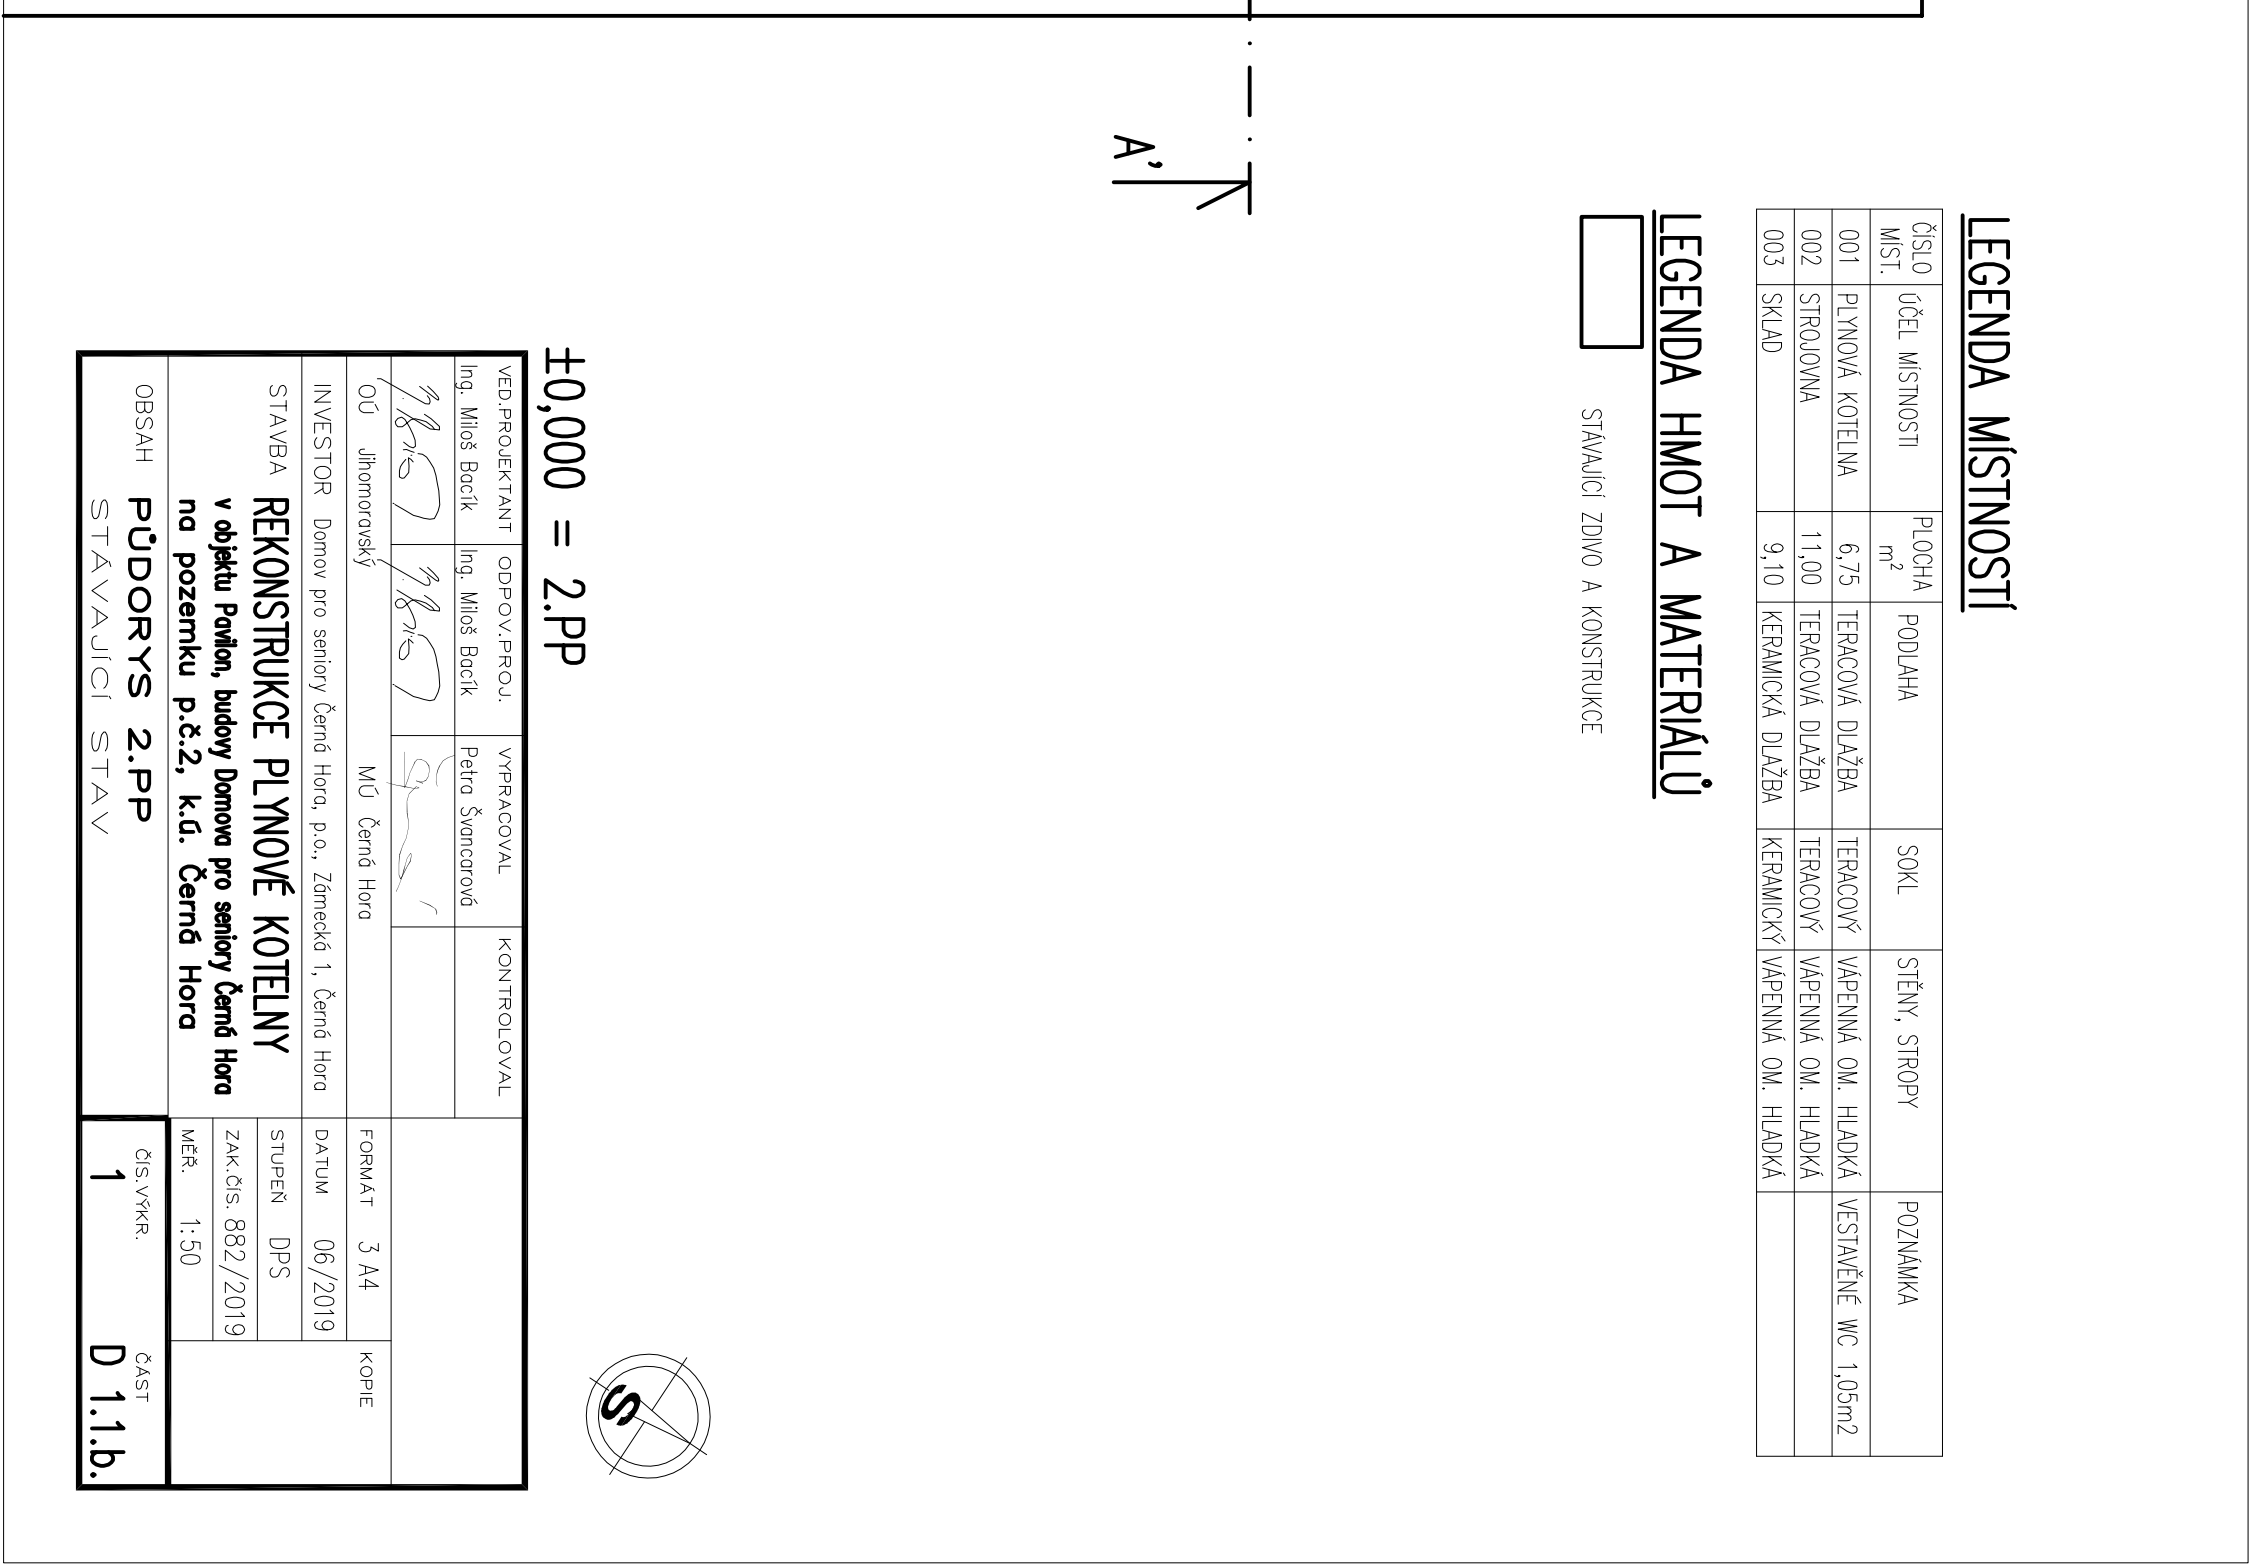 LEGENDA MÍSTNOSTÍ
ČÍSLO MÍST. ÚČEL MÍSTNOSTI PLOCHA m² PODLAHA SOKL STĚNY, STROPY POZNÁMKA
001 PLYNOVÁ KOTELNA 6,75 TERACOVÁ DLAŽBA TERACOVÝ VÁPENNÁ OM. HLADKÁ VESTAVĚNÉ WC 1,05m2
002 STROJOVNA 11,00 TERACOVÁ DLAŽBA TERACOVÝ VÁPENNÁ OM. HLADKÁ
003 SKLAD 9,10 KERAMICKÁ DLAŽBA KERAMICKÝ VÁPENNÁ OM. HLADKÁ
LEGENDA HMOT A MATERIÁLŮ
STÁVAJÍCÍ ZDIVO A KONSTRUKCE
A'
S
±0,000 = 2.PP
VED.PROJEKTANT ODPOV.PROJ. VYPRACOVAL KONTROLOVAL
Ing. Miloš Bacík Ing. Miloš Bacík Petra Švancarová
OÚ Jihomoravský MÚ Černá Hora FORMÁT 3 A4 KOPIE
INVESTOR Domov pro seniory Černá Hora, p.o., Zámecká 1, Černá Hora DATUM 06/2019
STAVBA REKONSTRUKCE PLYNOVÉ KOTELNY STUPEŇ DPS
v objektu Pavilon, budovy Domova pro seniory Černá Hora ZAK.ČÍS. 882/2019
na pozemku p.č.2, k.ú. Černá Hora MĚŘ. 1:50
OBSAH PŮDORYS 2.PP ČÍS.VÝKR. ČÁST
STÁVAJÍCÍ STAV 1 D 1.1.b.